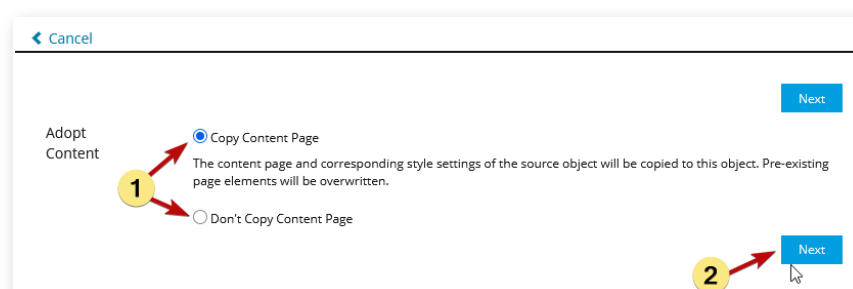 Cancel
Next
Adopt
Content
Copy Content Page
The content page and corresponding style settings of the source object will be copied to this object. Pre-existing
page elements will be overwritten.
1
Don't Copy Content Page
Next
2